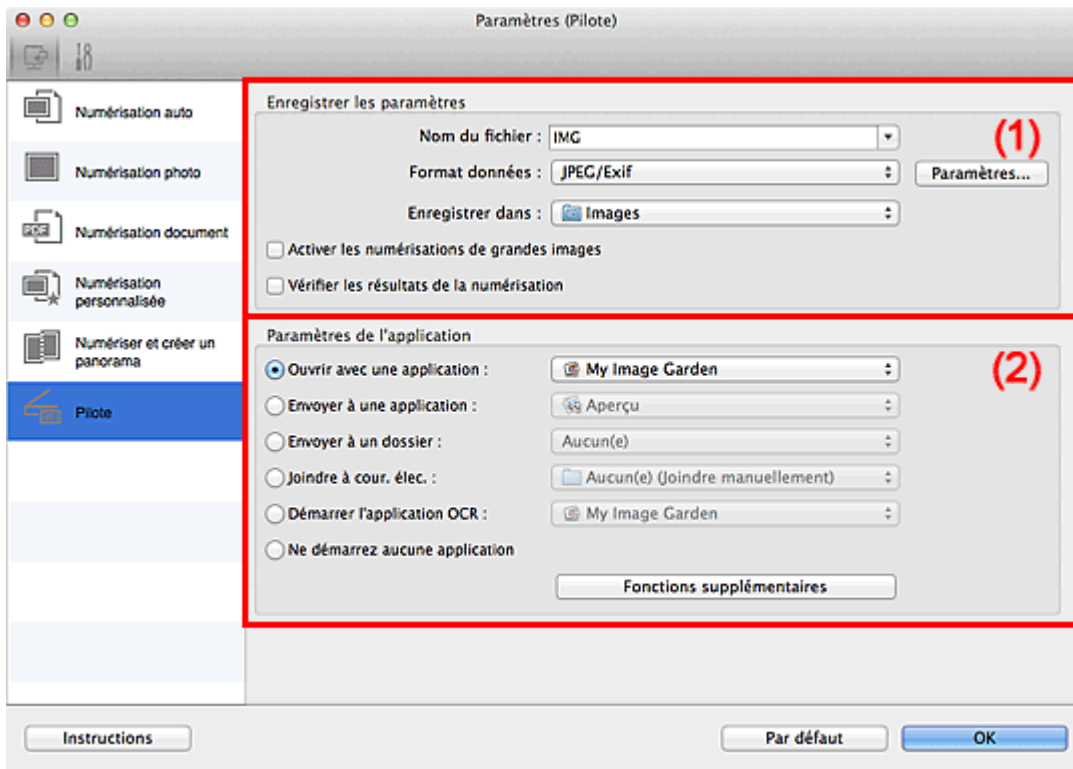 Paramètres (Pilote)
Numérisation auto
Numérisation photo
PDF
Numérisation document
Numérisation
personnalisée
Numériser et créer un
panorama
Pilote
Enregistrer les paramètres
(1)
Nom du fichier : IMG
Format données : JPEG/Exif Paramètres...
Enregistrer dans : Images
Activer les numérisations de grandes images
Vérifier les résultats de la numérisation
Paramètres de l'application
(2)
Ouvrir avec une application : My Image Garden
Envoyer à une application : Aperçu
Envoyer à un dossier : Aucun(e)
Joindre à cour. élec. : Aucun(e) (Joindre manuellement)
Démarrer l'application OCR : My Image Garden
Ne démarrez aucune application
Fonctions supplémentaires
Instructions Par défaut OK